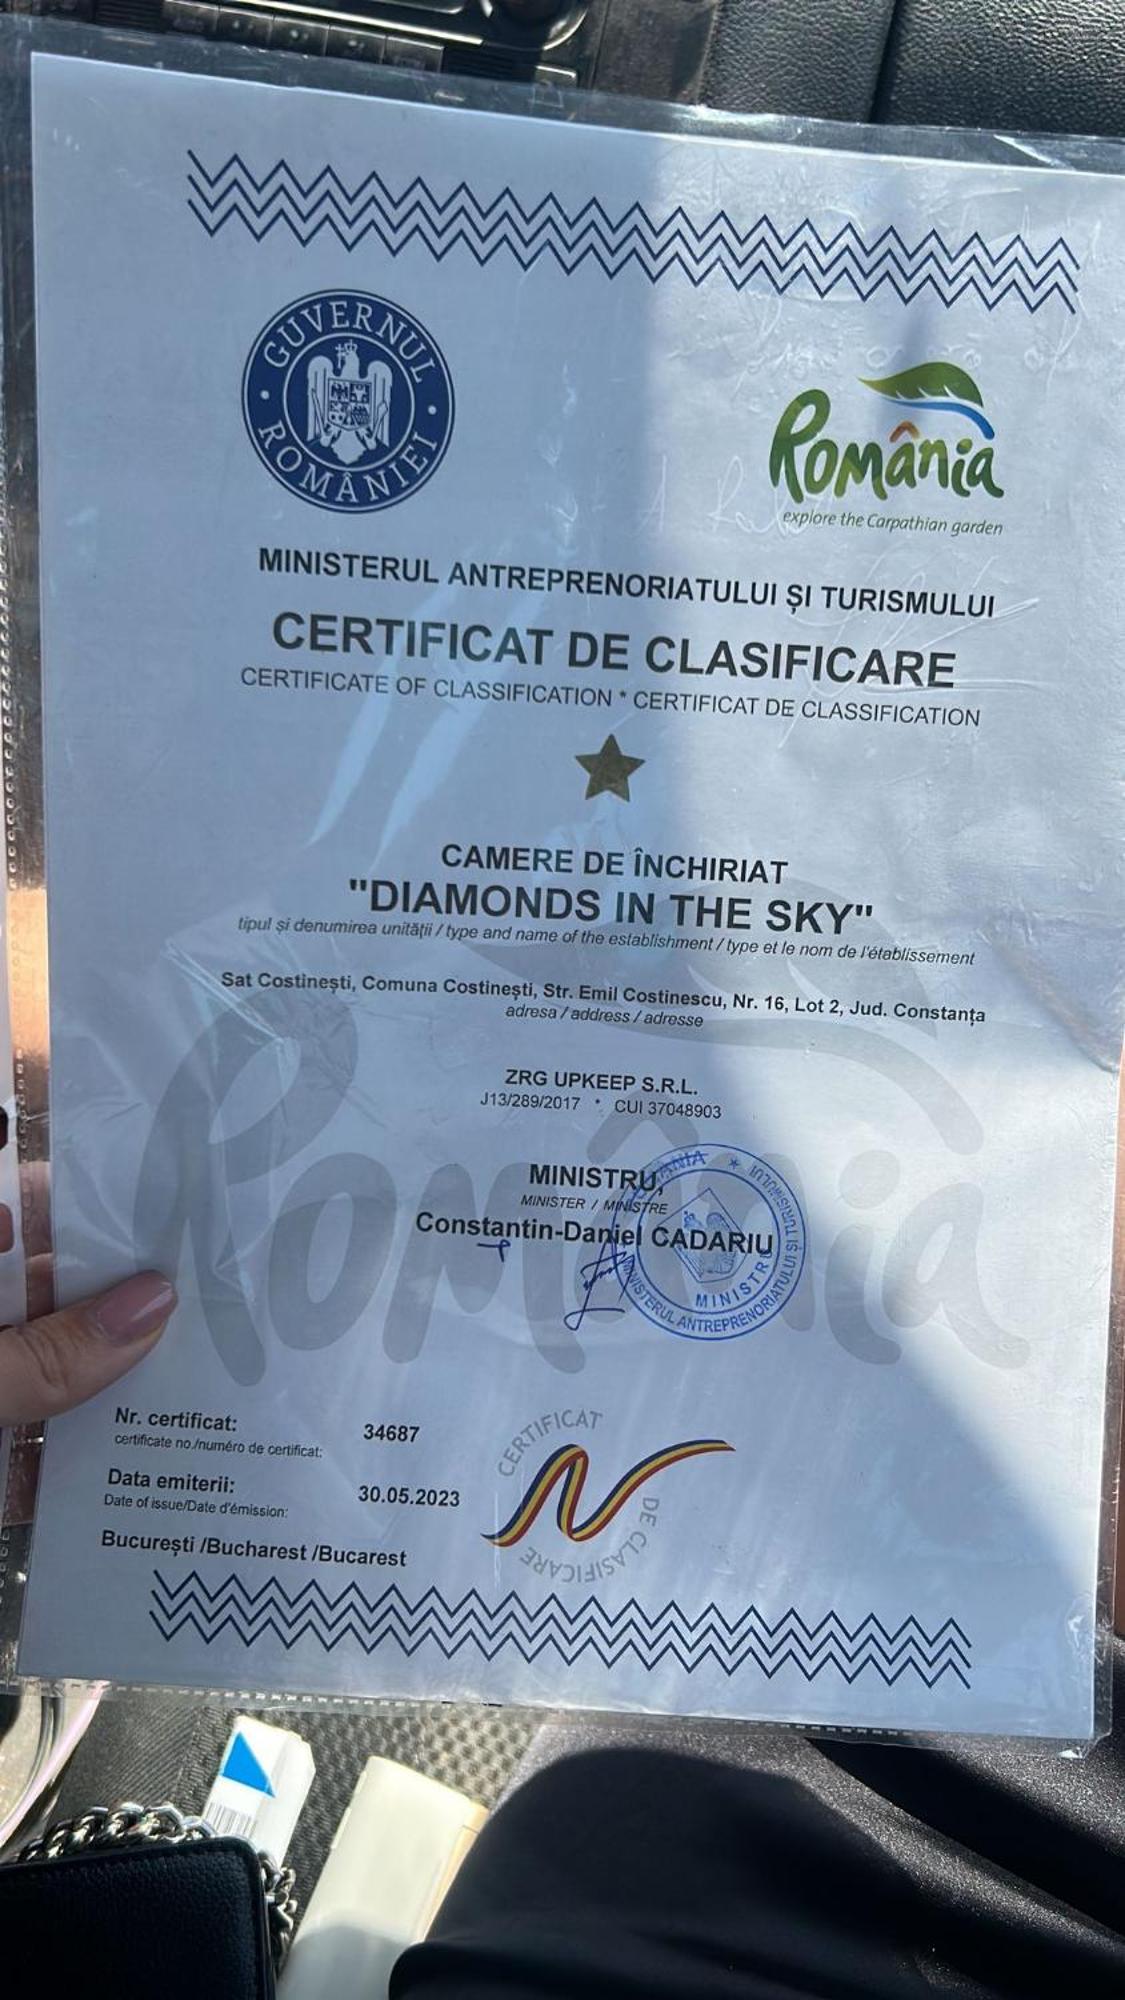 GUVERNUL ROMÂNIEI
România
explore the Carpathian garden
MINISTERUL ANTREPRENORIATULUI ȘI TURISMULUI
CERTIFICAT DE CLASIFICARE
CERTIFICATE OF CLASSIFICATION * CERTIFICAT DE CLASSIFICATION
CAMERE DE ÎNCHIRIAT
"DIAMONDS IN THE SKY"
tipul și denumirea unității / type and name of the establishment / type et le nom de l'établissement
Sat Costinești, Comuna Costinești, Str. Emil Costinescu, Nr. 16, Lot 2, Jud. Constanța
adresa / address / adresse
ZRG UPKEEP S.R.L.
J13/289/2017 * CUI 37048903
MINISTRU,
MINISTER / MINISTRE
Constantin-Daniel CADARIU
ROMANIA * MINISTERUL ANTREPRENORIATULUI ȘI TURISMULUI
MINISTRU
România
Nr. certificat: 34687
certificate no./numéro de certificat:
Data emiterii: 30.05.2023
Date of issue/Date d'émission:
București /Bucharest /Bucarest
CERTIFICAT
DE CLASIFICARE